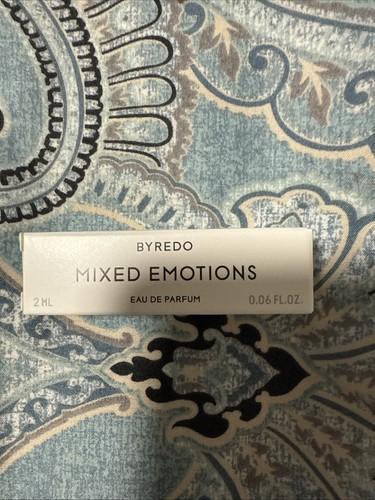 BYREDO
MIXED EMOTIONS
2 ML EAU DE PARFUM 0.06 FL.OZ.